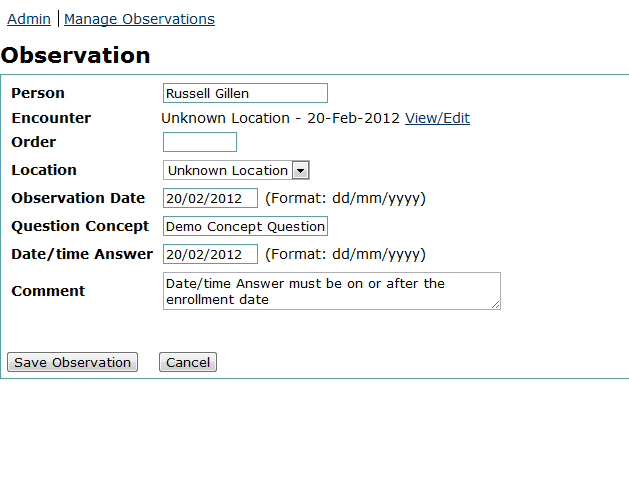 Admin | Manage Observations
Observation
Person Russell Gillen
Encounter Unknown Location - 20-Feb-2012 View/Edit
Order
Location Unknown Location
Observation Date 20/02/2012 (Format: dd/mm/yyyy)
Question Concept Demo Concept Question
Date/time Answer 20/02/2012 (Format: dd/mm/yyyy)
Comment Date/time Answer must be on or after the
enrollment date
Save Observation Cancel